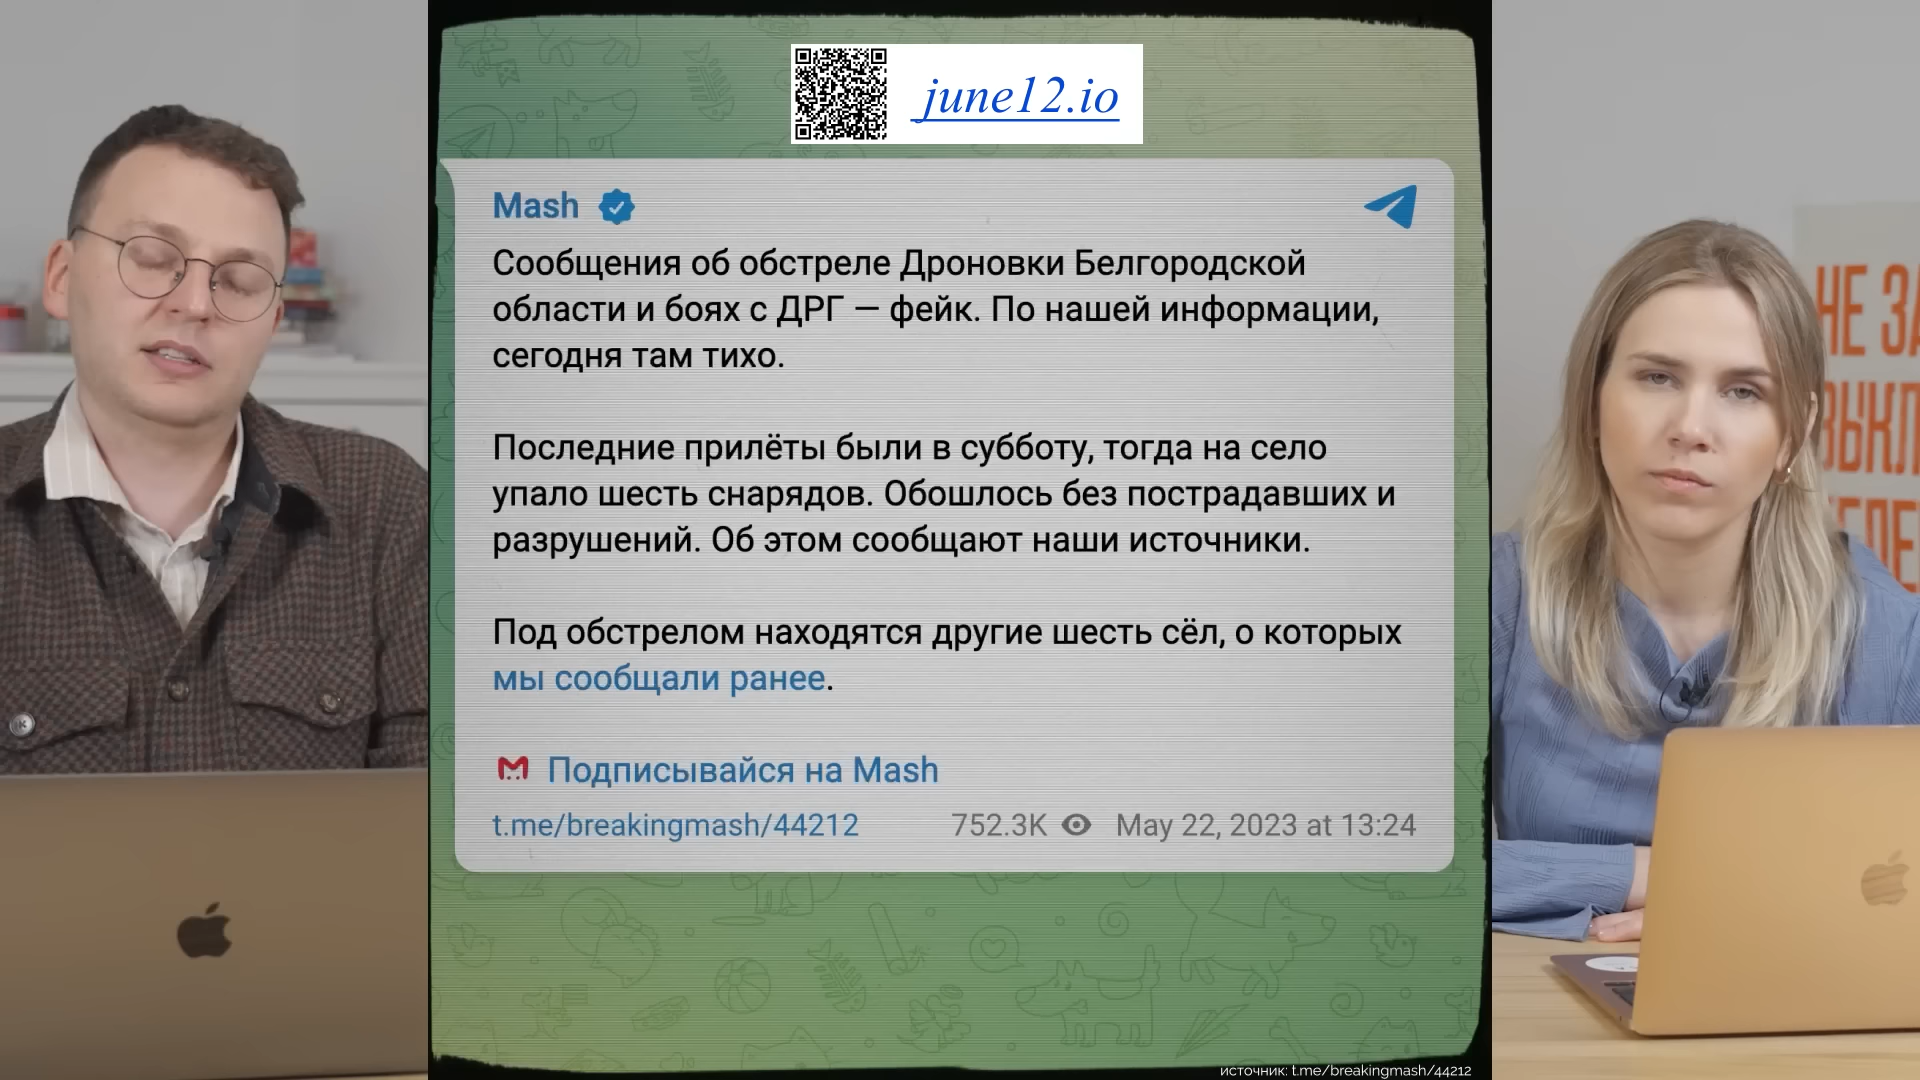 june12.io
Mash
Сообщения об обстреле Дроновки Белгородской
области и боях с ДРГ — фейк. По нашей информации,
сегодня там тихо.
Последние прилёты были в субботу, тогда на село
упало шесть снарядов. Обошлось без пострадавших и
разрушений. Об этом сообщают наши источники.
Под обстрелом находятся другие шесть сёл, о которых
мы сообщали ранее.
Подписывайся на Mash
t.me/breakingmash/44212 752.3K May 22, 2023 at 13:24
НЕ ЗА
источник: t.me/breakingmash/44212